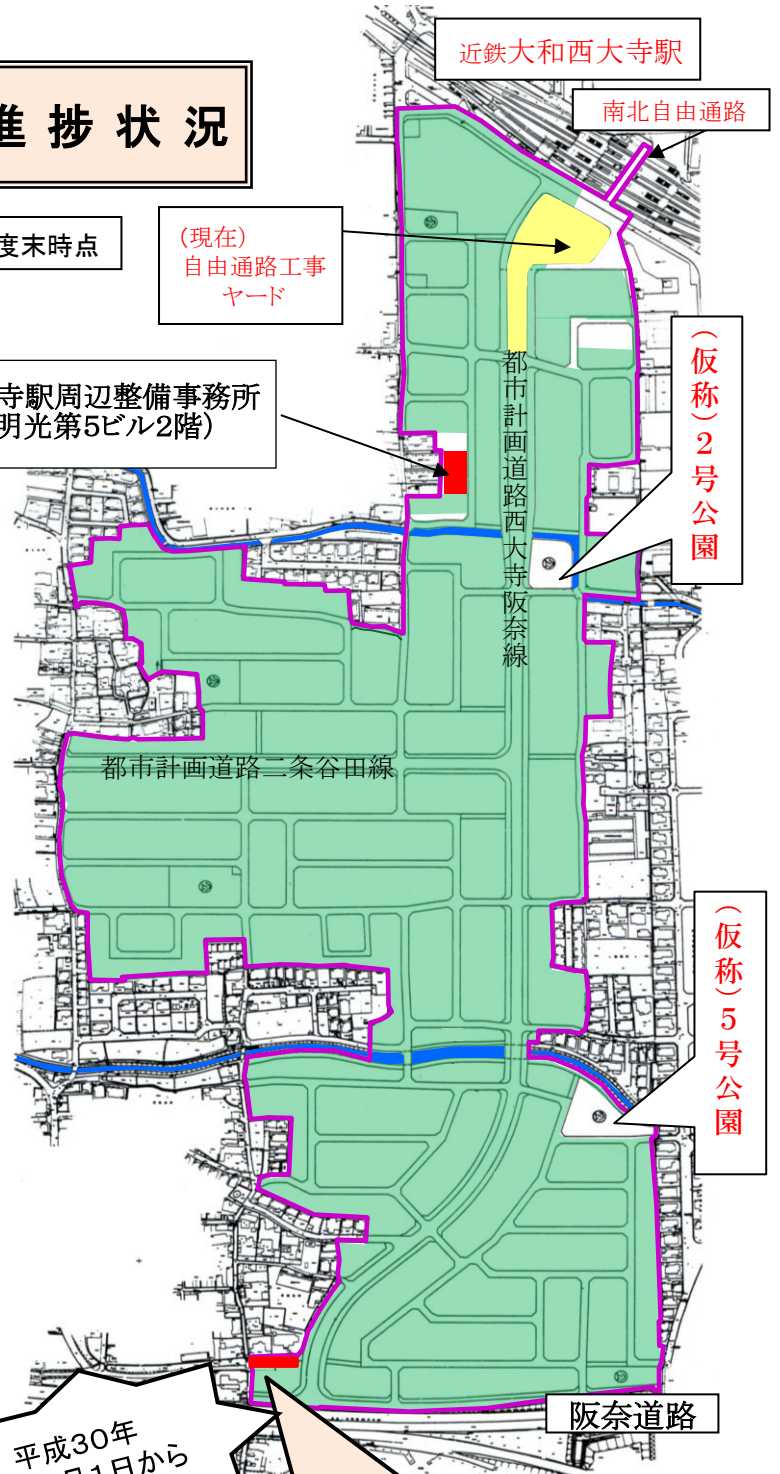 近鉄大和西大寺駅
進捗状況
南北自由通路
度末時点
(現在)
自由通路工事
ヤード
寺駅周辺整備事務所
明光第5ビル2階)
都市計画道路西大寺阪奈線
(仮称)2号公園
都市計画道路二条谷田線
(仮称)5号公園
阪奈道路
平成30年
月1日から